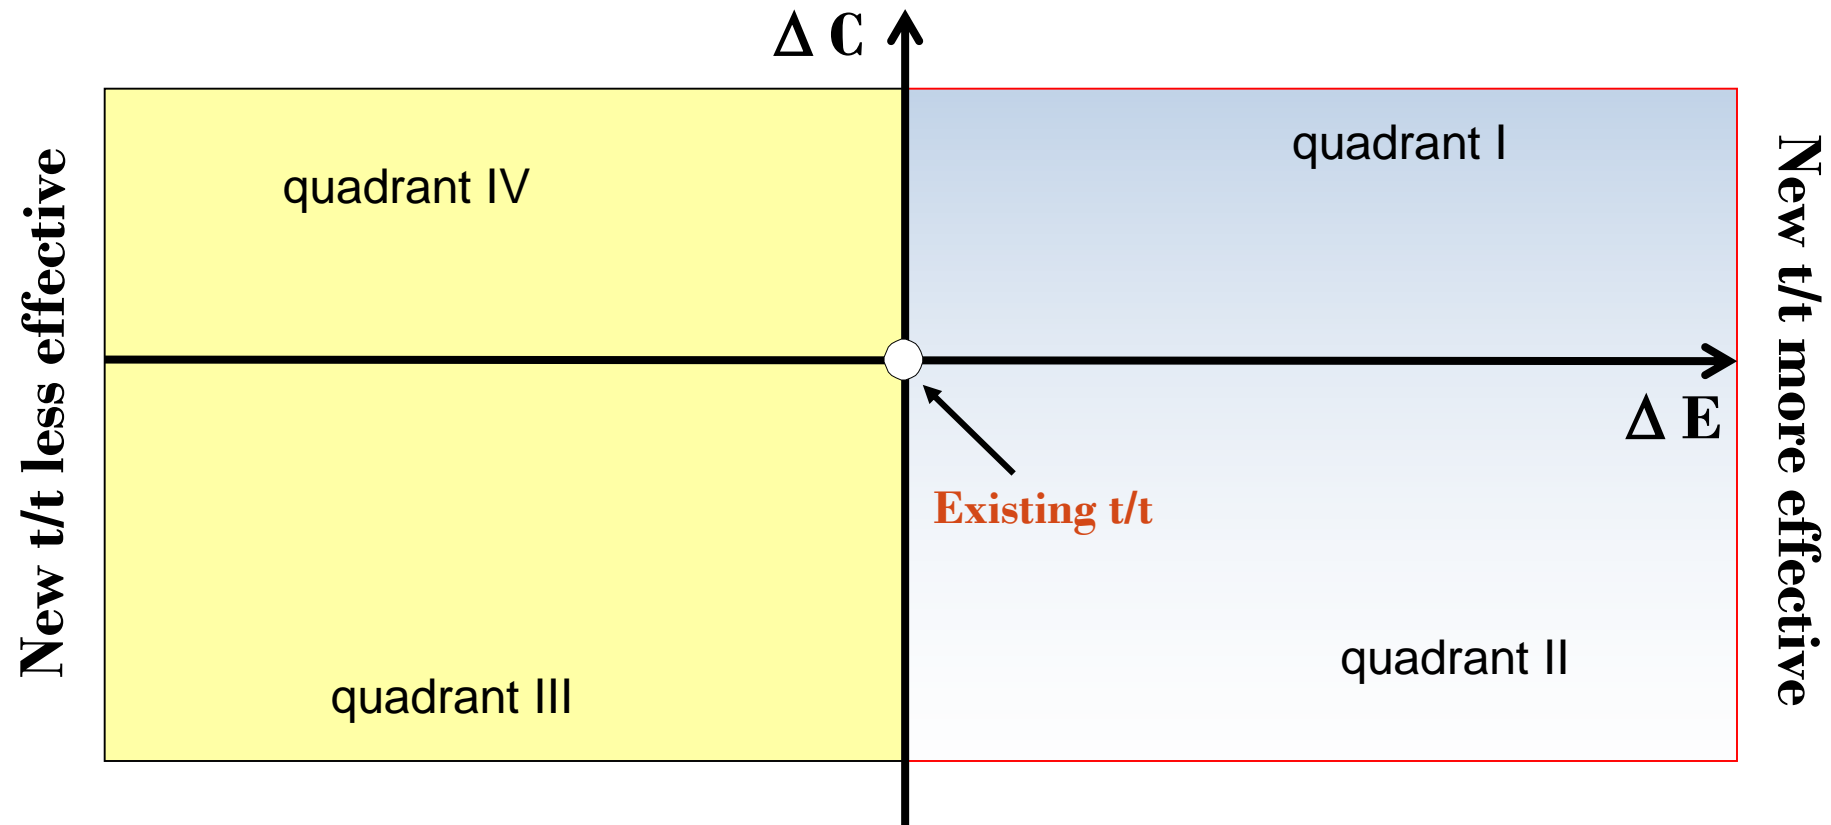 Δ C
quadrant I
quadrant IV
New t/t less effective
New t/t more effective
Δ E
Existing t/t
quadrant II
quadrant III